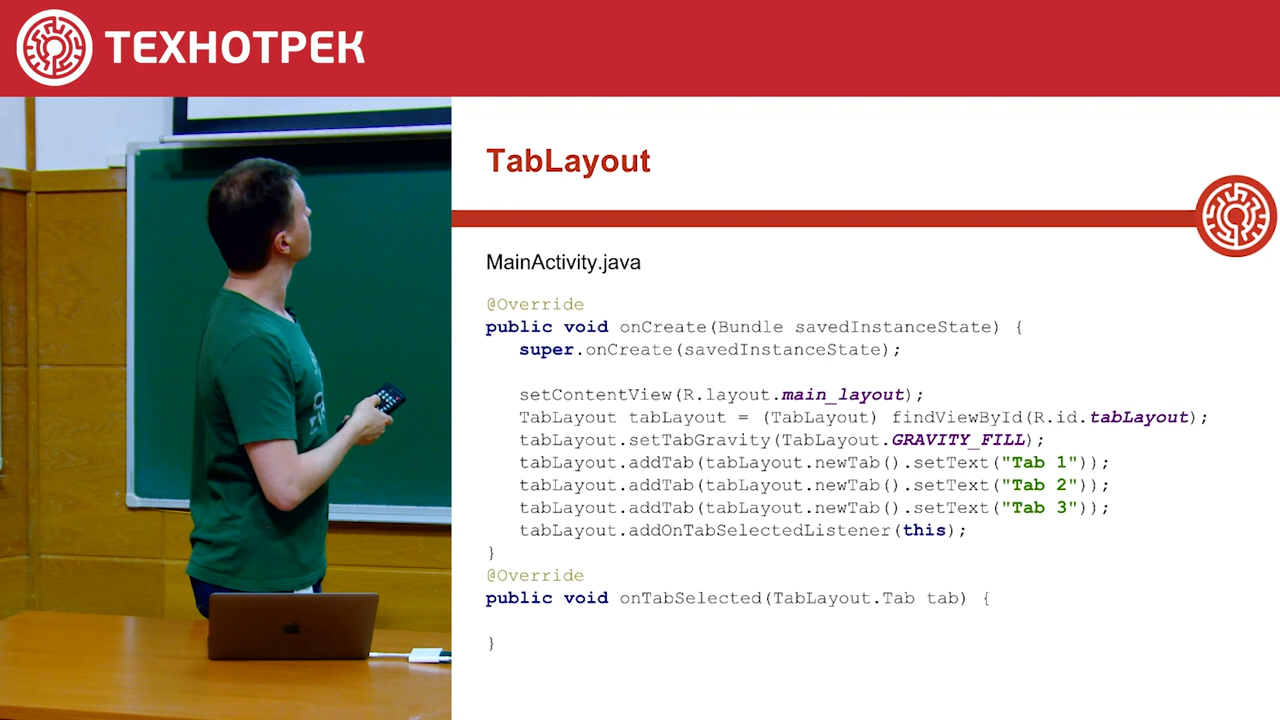 ТЕХНОТРЕК
TabLayout
MainActivity.java
@Override
public void onCreate(Bundle savedInstanceState) {
super.onCreate(savedInstanceState);
setContentView(R.layout.main_layout);
TabLayout tabLayout = (TabLayout) findViewById(R.id.tabLayout);
tabLayout.setTabGravity(TabLayout.GRAVITY_FILL);
tabLayout.addTab(tabLayout.newTab().setText("Tab 1"));
tabLayout.addTab(tabLayout.newTab().setText("Tab 2"));
tabLayout.addTab(tabLayout.newTab().setText("Tab 3"));
tabLayout.addOnTabSelectedListener(this);
}
@Override
public void onTabSelected(TabLayout.Tab tab) {
}